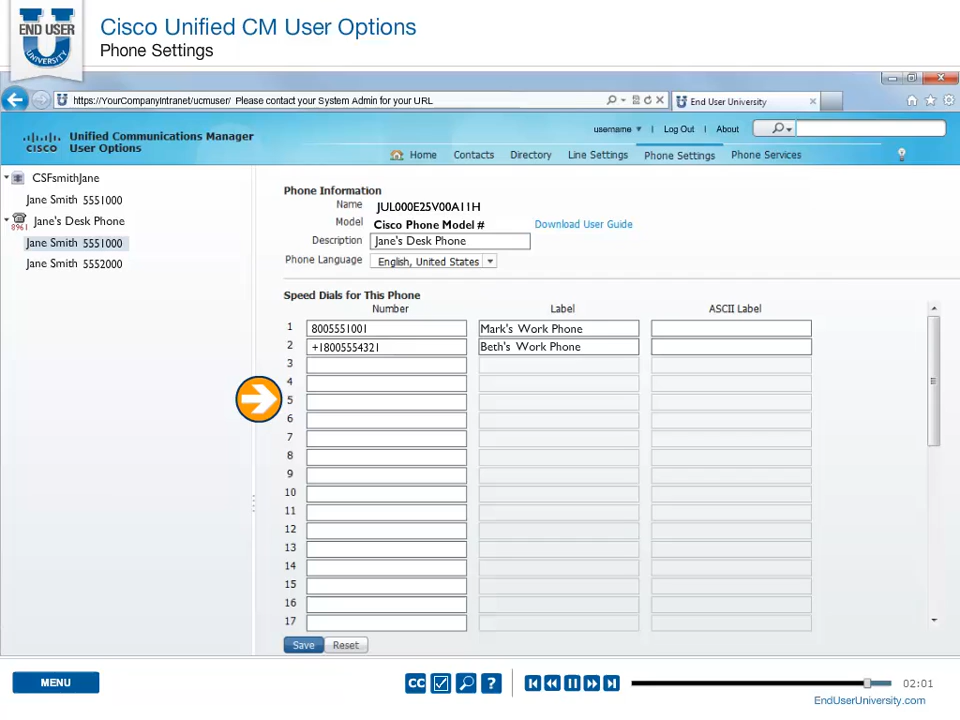 END USER
UNIVERSITY
Cisco Unified CM User Options
Phone Settings
https://YourCompanyIntranet/ucmuser/ Please contact your System Admin for your URL
End User University
cisco
Unified Communications Manager
User Options
username | Log Out | About
Home Contacts Directory Line Settings Phone Settings Phone Services
CSFsmithJane
Jane Smith 5551000
8961 Jane's Desk Phone
Jane Smith 5551000
Jane Smith 5552000
Phone Information
Name JUL000E25V00A11H
Model Cisco Phone Model # Download User Guide
Description Jane's Desk Phone
Phone Language English, United States
Speed Dials for This Phone
Number Label ASCII Label
1 8005551001 Mark's Work Phone
2 +18005554321 Beth's Work Phone
3
4
5
6
7
8
9
10
11
12
13
14
15
16
17
Save Reset
MENU CC ? 02:01
EndUserUniversity.com